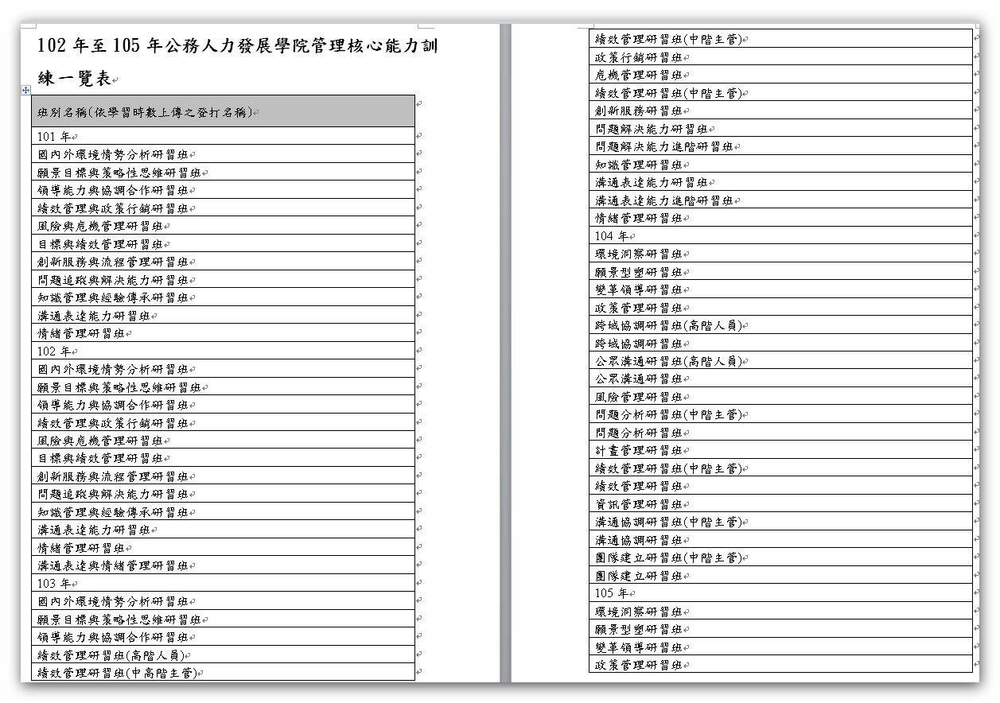 102 年至 105 年公務人力發展學院管理核心能力訓
練一覽表
班別名稱(依學習時數上傳之登打名稱)
101 年
國內外環境情勢分析研習班
願景目標與策略性思維研習班
領導能力與協調合作研習班
績效管理與政策行銷研習班
風險與危機管理研習班
目標與績效管理研習班
創新服務與流程管理研習班
問題追蹤與解決能力研習班
知識管理與經驗傳承研習班
溝通表達能力研習班
情緒管理研習班
102 年
國內外環境情勢分析研習班
願景目標與策略性思維研習班
領導能力與協調合作研習班
績效管理與政策行銷研習班
風險與危機管理研習班
目標與績效管理研習班
創新服務與流程管理研習班
問題追蹤與解決能力研習班
知識管理與經驗傳承研習班
溝通表達能力研習班
情緒管理研習班
溝通表達與情緒管理研習班
103 年
國內外環境情勢分析研習班
願景目標與策略性思維研習班
領導能力與協調合作研習班
績效管理研習班(高階人員)
績效管理研習班(中高階主管)
績效管理研習班(中階主管)
政策行銷研習班
危機管理研習班
績效管理研習班(中階主管)
創新服務研習班
問題解決能力研習班
問題解決能力進階研習班
知識管理研習班
溝通表達能力研習班
溝通表達能力進階研習班
情緒管理研習班
104 年
環境洞察研習班
願景型塑研習班
變革領導研習班
政策管理研習班
跨域協調研習班(高階人員)
跨域協調研習班
公眾溝通研習班(高階人員)
公眾溝通研習班
風險管理研習班
問題分析研習班(中階主管)
問題分析研習班
計畫管理研習班
績效管理研習班(中階主管)
績效管理研習班
資訊管理研習班
溝通協調研習班(中階主管)
溝通協調研習班
團隊建立研習班(中階主管)
團隊建立研習班
105 年
環境洞察研習班
願景型塑研習班
變革領導研習班
政策管理研習班